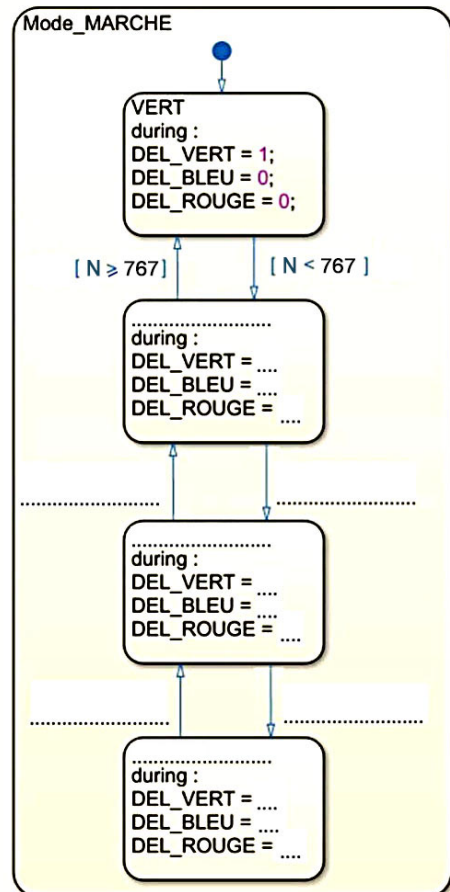 Mode_MARCHE
VERT
during :
DEL_VERT = 1;
DEL_BLEU = 0;
DEL_ROUGE = 0;
[ N ⩾ 767 ]
[ N < 767 ]
............................
during :
DEL_VERT = ....
DEL_BLEU = ....
DEL_ROUGE = ....
............................
............................
............................
during :
DEL_VERT = ....
DEL_BLEU = ....
DEL_ROUGE = ....
............................
............................
............................
during :
DEL_VERT = ....
DEL_BLEU = ....
DEL_ROUGE = ....